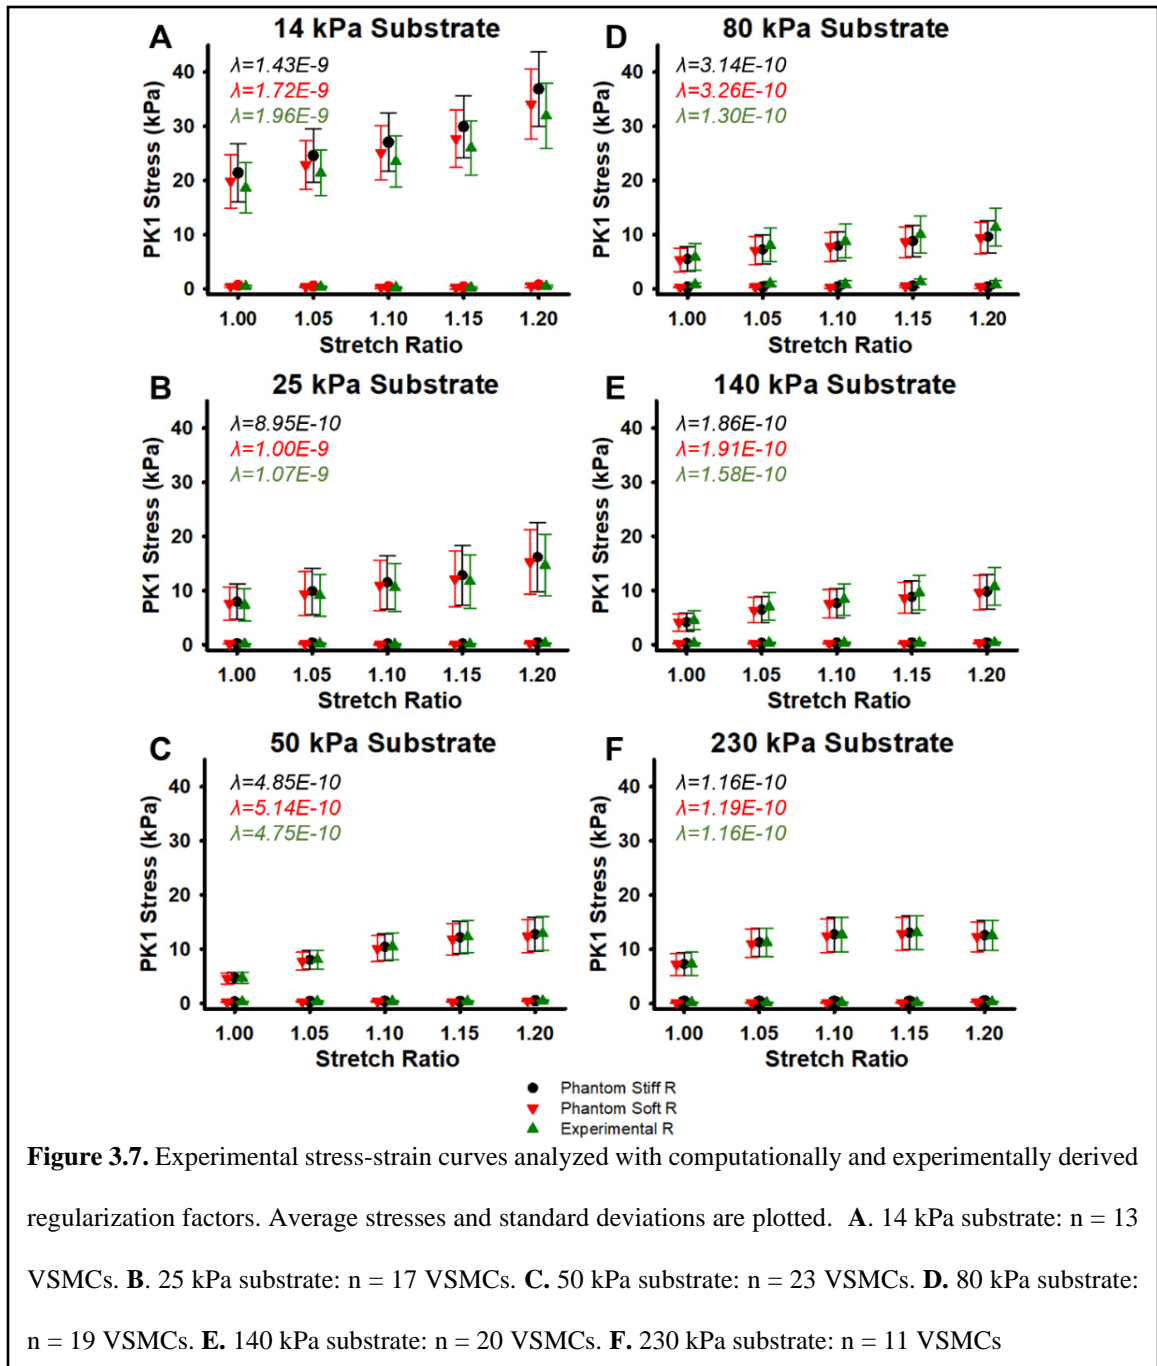 A 14 kPa Substrate
λ=1.43E-9
λ=1.72E-9
λ=1.96E-9
PK1 Stress (kPa)
40
30
20
10
0
1.00 1.05 1.10 1.15 1.20
Stretch Ratio
B 25 kPa Substrate
λ=8.95E-10
λ=1.00E-9
λ=1.07E-9
PK1 Stress (kPa)
40
30
20
10
0
1.00 1.05 1.10 1.15 1.20
Stretch Ratio
C 50 kPa Substrate
λ=4.85E-10
λ=5.14E-10
λ=4.75E-10
PK1 Stress (kPa)
40
30
20
10
0
1.00 1.05 1.10 1.15 1.20
Stretch Ratio
D 80 kPa Substrate
λ=3.14E-10
λ=3.26E-10
λ=1.30E-10
PK1 Stress (kPa)
40
30
20
10
0
1.00 1.05 1.10 1.15 1.20
Stretch Ratio
E 140 kPa Substrate
λ=1.86E-10
λ=1.91E-10
λ=1.58E-10
PK1 Stress (kPa)
40
30
20
10
0
1.00 1.05 1.10 1.15 1.20
Stretch Ratio
F 230 kPa Substrate
λ=1.16E-10
λ=1.19E-10
λ=1.16E-10
PK1 Stress (kPa)
40
30
20
10
0
1.00 1.05 1.10 1.15 1.20
Stretch Ratio
Phantom Stiff R
Phantom Soft R
Experimental R
Figure 3.7. Experimental stress-strain curves analyzed with computationally and experimentally derived
regularization factors. Average stresses and standard deviations are plotted. A. 14 kPa substrate: n = 13
VSMCs. B. 25 kPa substrate: n = 17 VSMCs. C. 50 kPa substrate: n = 23 VSMCs. D. 80 kPa substrate:
n = 19 VSMCs. E. 140 kPa substrate: n = 20 VSMCs. F. 230 kPa substrate: n = 11 VSMCs